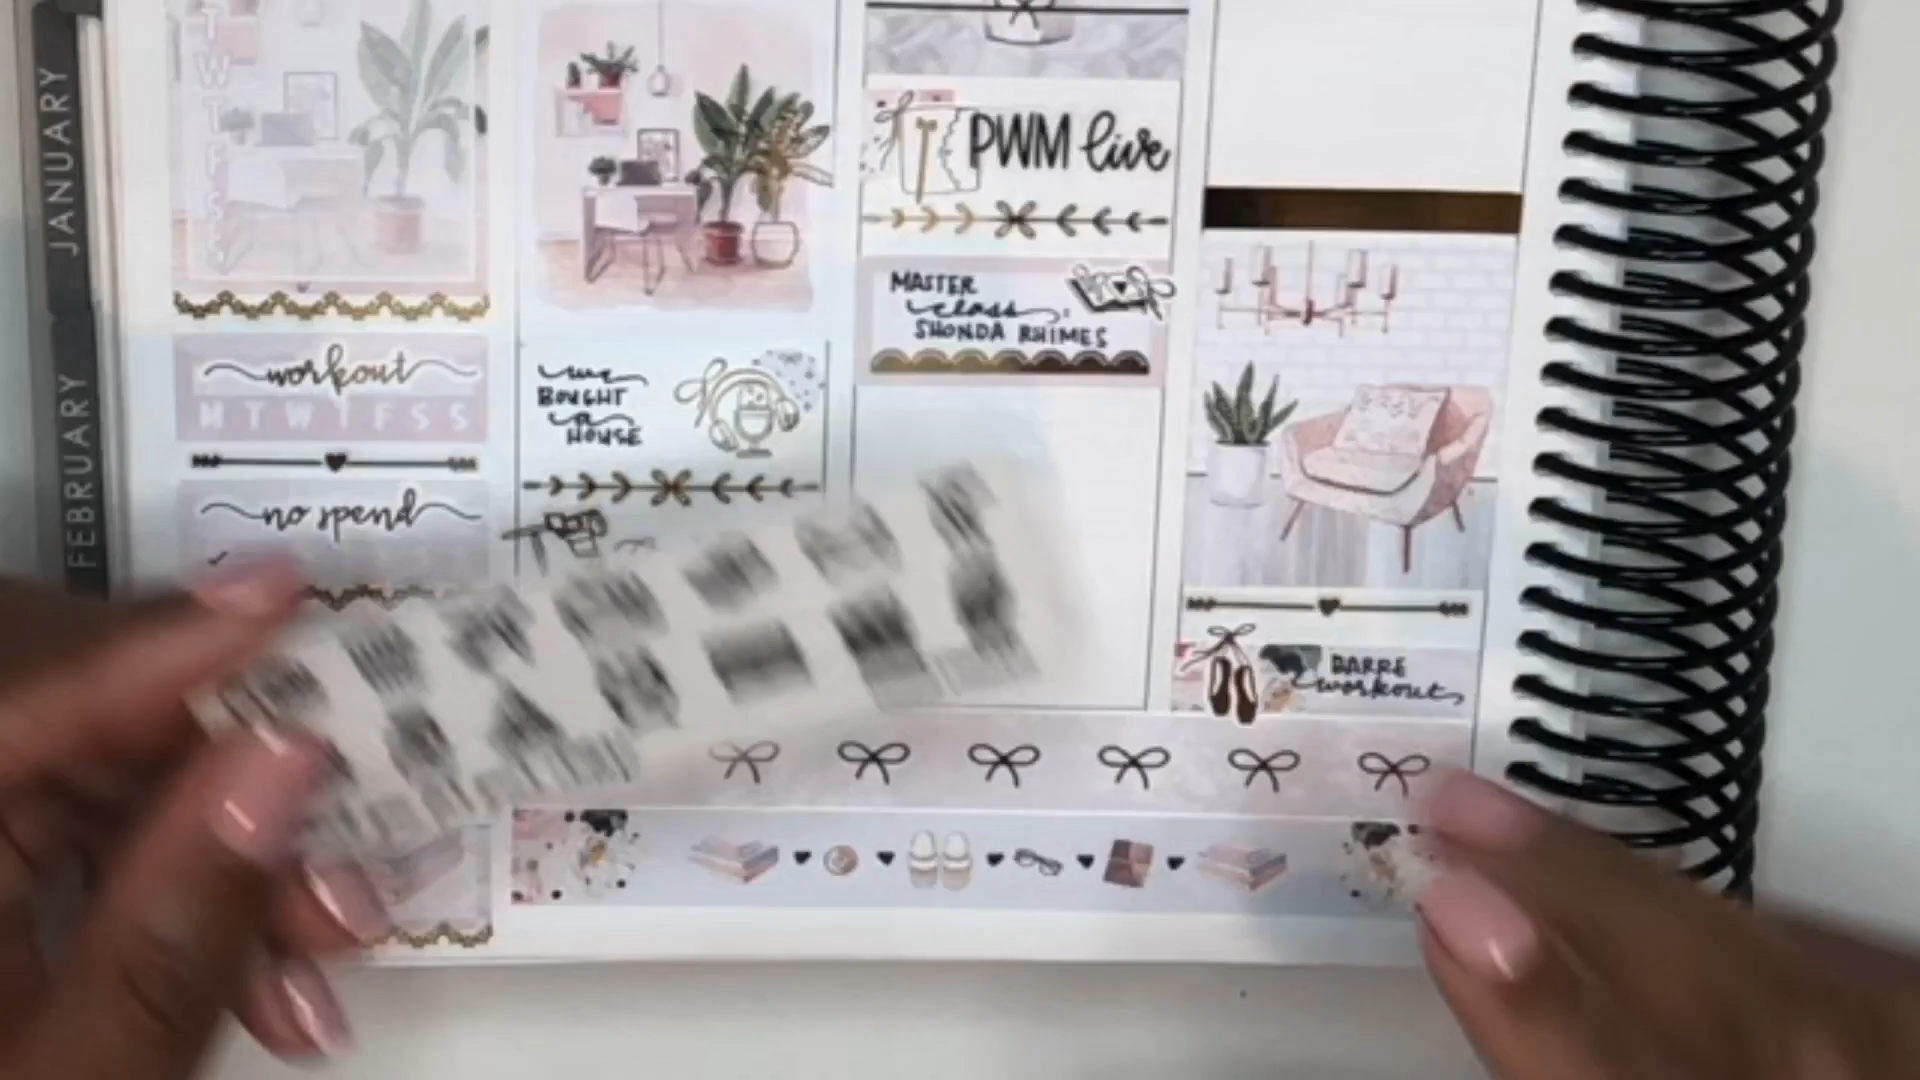 JANUARY
FEBRUARY
T
W
T
F
S
workout
M T W T F S S
no spend
we
BOUGHT
a
HOUSE
PWM live
MASTER
class:
SHONDA RHIMES
BARRE
workout